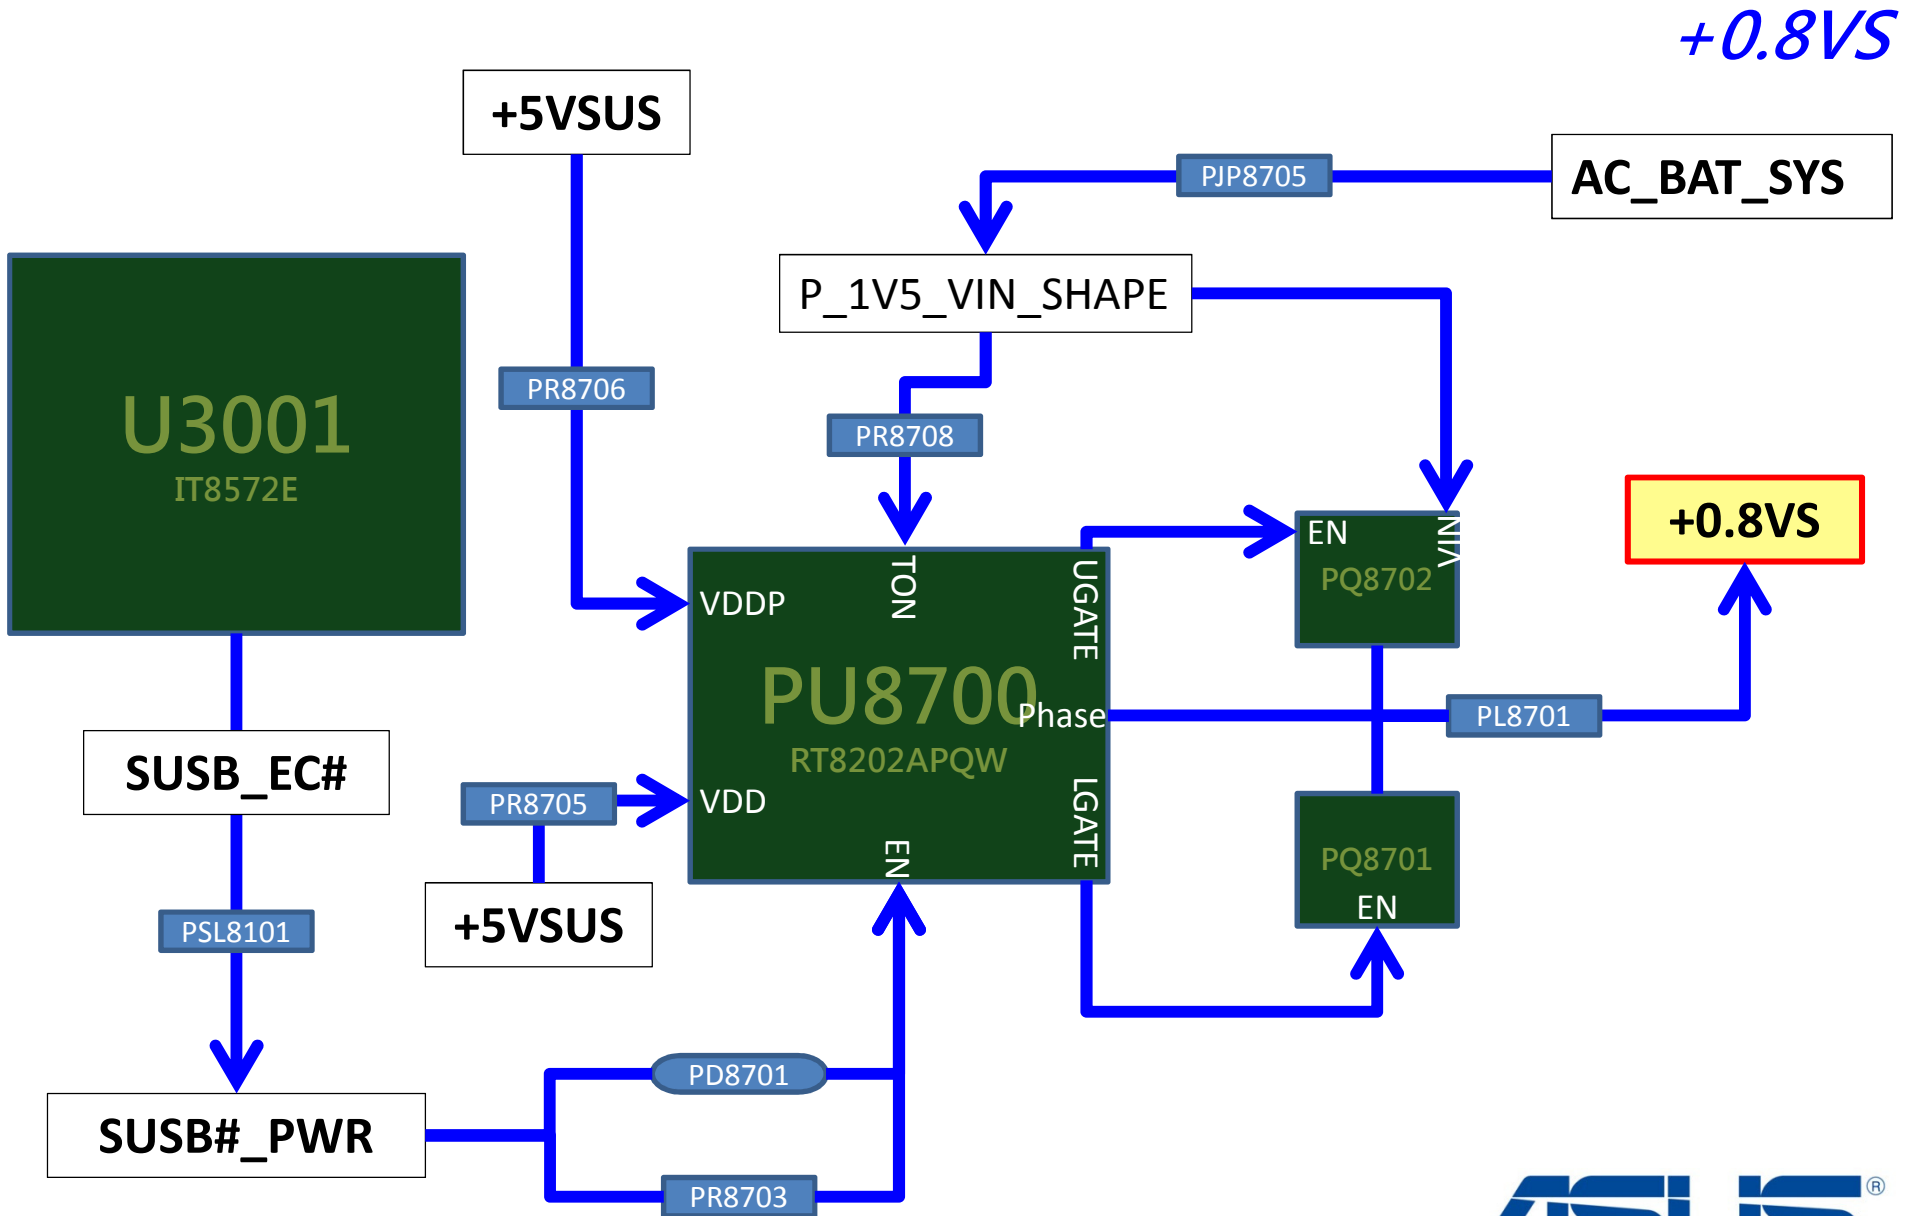 +0.8VS
+5VSUS
PJP8705
AC_BAT_SYS
P_1V5_VIN_SHAPE
U3001
IT8572E
PR8706
PR8708
+0.8VS
EN
VIN
PQ8702
TON
UGATE
VDDP
PU8700
RT8202APQW
Phase
PL8701
SUSB_EC#
PR8705
VDD
LGATE
EN
PQ8701
EN
+5VSUS
PSL8101
PD8701
SUSB#_PWR
PR8703
ASUS®